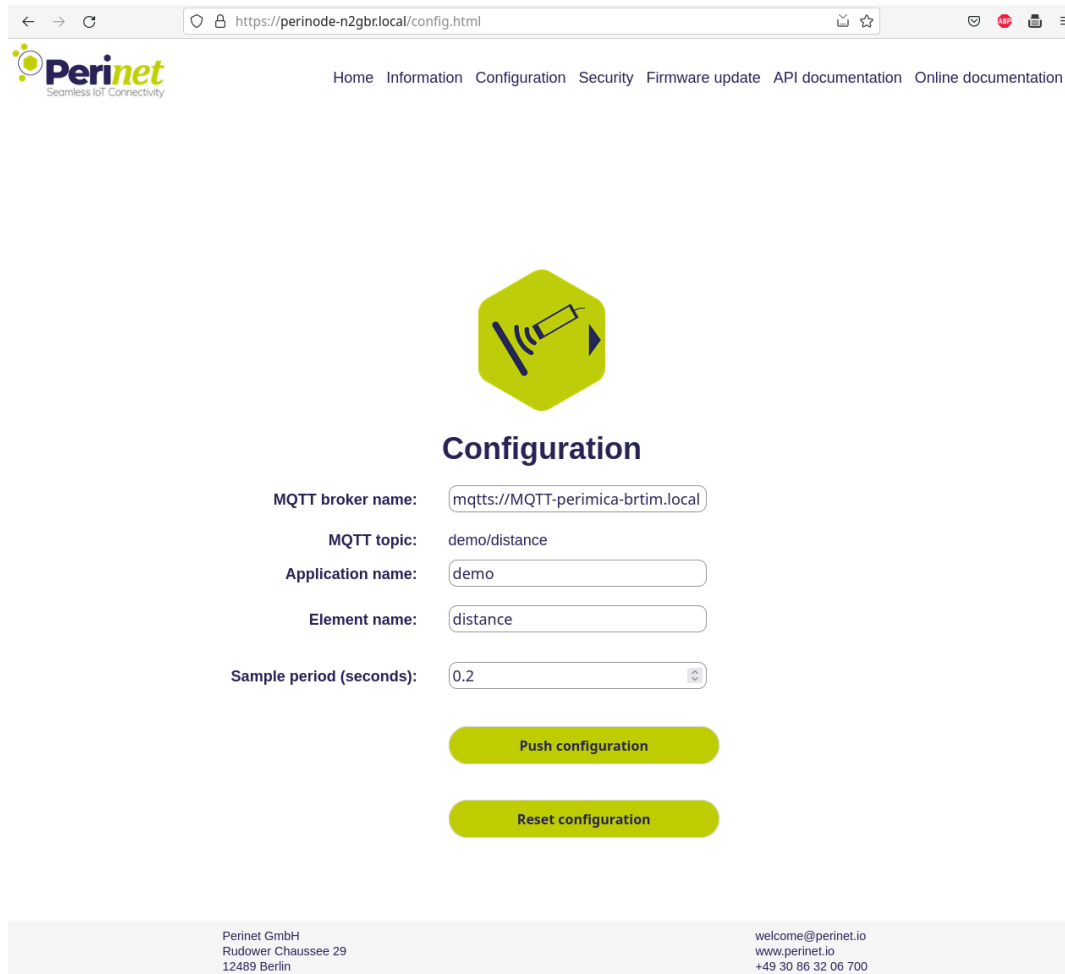 https://perinode-n2gbr.local/config.html
ABP
Perinet
Seamless IoT Connectivity
Home Information Configuration Security Firmware update API documentation Online documentation
Configuration
MQTT broker name: mqtts://MQTT-perimica-brtim.local
MQTT topic: demo/distance
Application name: demo
Element name: distance
Sample period (seconds): 0.2
Push configuration
Reset configuration
Perinet GmbH welcome@perinet.io
Rudower Chaussee 29 www.perinet.io
12489 Berlin +49 30 86 32 06 700